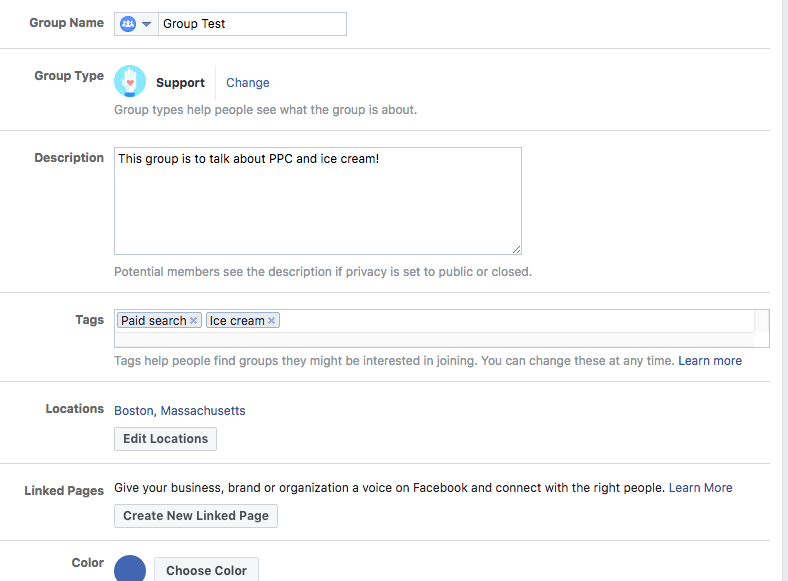 Group Name Group Test
Group Type Support Change
Group types help people see what the group is about.
Description This group is to talk about PPC and ice cream!
Potential members see the description if privacy is set to public or closed.
Tags Paid search × Ice cream ×
Tags help people find groups they might be interested in joining. You can change these at any time. Learn more
Locations Boston, Massachusetts
Edit Locations
Linked Pages Give your business, brand or organization a voice on Facebook and connect with the right people. Learn More
Create New Linked Page
Color Choose Color